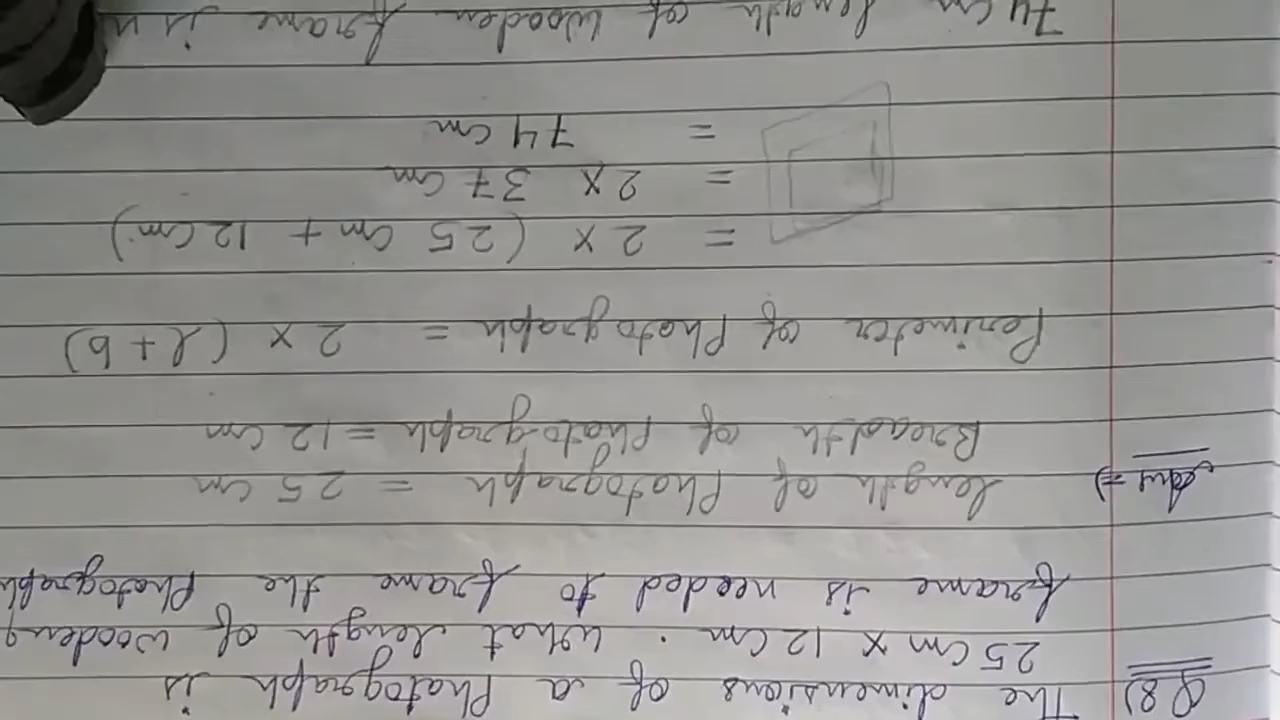 Q8) The dimensions of a Photograph is
25 cm x 12 cm. What length of wooden
frame is needed to frame the Photograph
Ans ⇒ length of Photograph = 25 cm
Breadth of Photograph = 12 cm
Perimeter of Photograph = 2 x (l + b)
= 2 x (25 cm + 12 cm)
= 2 x 37 cm
= 74 cm
74 cm length of wooden frame is n